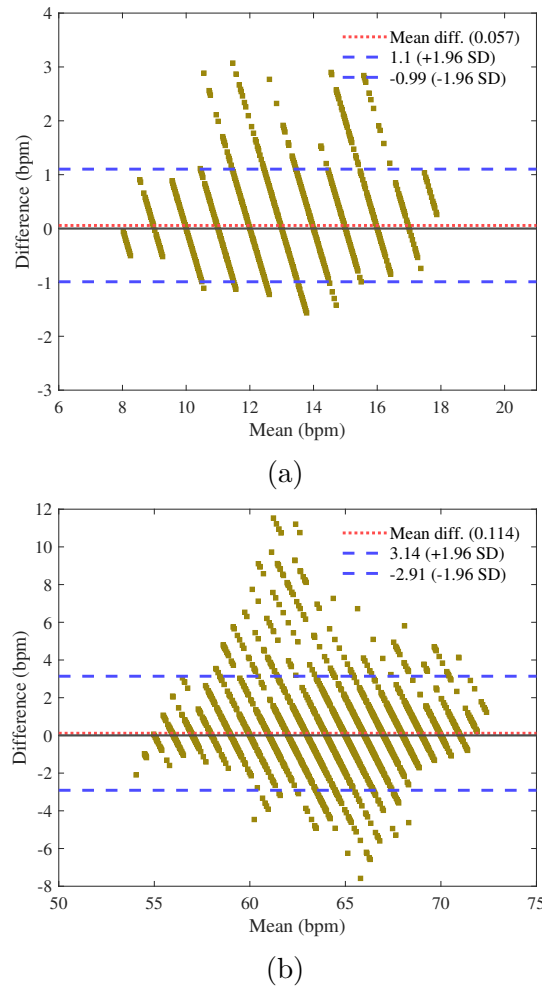 4
3
2
1
0
-1
-2
-3
Difference (bpm)
Mean diff. (0.057)
1.1 (+1.96 SD)
-0.99 (-1.96 SD)
6 8 10 12 14 16 18 20
Mean (bpm)
(a)
12
10
8
6
4
2
0
-2
-4
-6
-8
Difference (bpm)
Mean diff. (0.114)
3.14 (+1.96 SD)
-2.91 (-1.96 SD)
50 55 60 65 70 75
Mean (bpm)
(b)